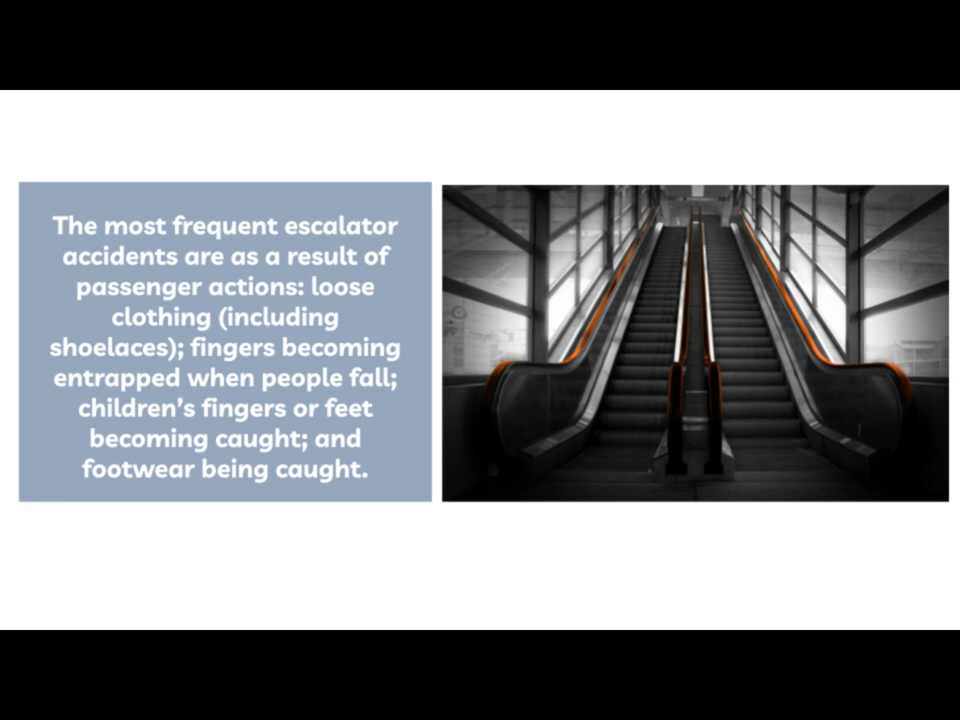 The most frequent escalator
accidents are as a result of
passenger actions: loose
clothing (including
shoelaces); fingers becoming
entrapped when people fall;
children’s fingers or feet
becoming caught; and
footwear being caught.